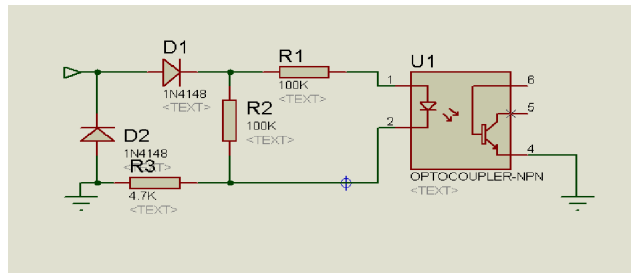 D1
1N4148
<TEXT>
R1
100K
<TEXT>
U1
1
2
6
5
4
OPTOCOUPLER-NPN
<TEXT>
R2
100K
<TEXT>
D2
1N4148
<TEXT>
R3
4.7K
<TEXT>